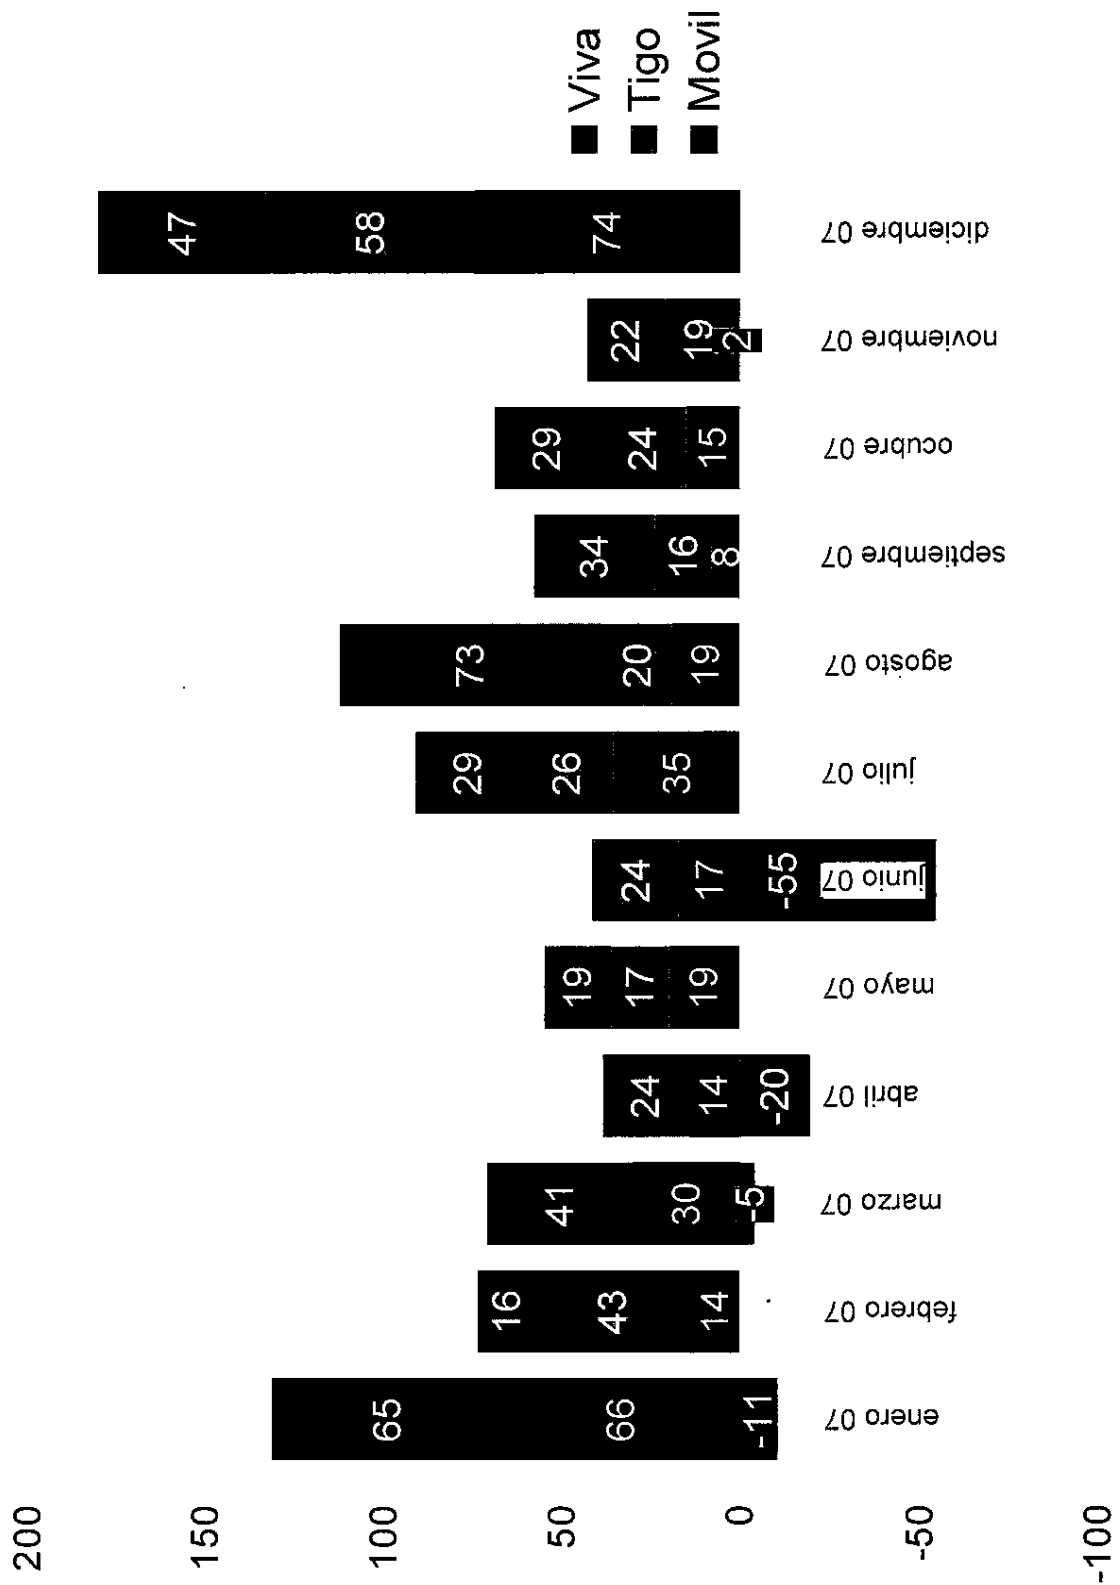 200
150
100
50
0
-50
-100
65
66
-11
enero 07
16
43
14
febrero 07
41
30
-5
marzo 07
24
14
-20
abril 07
19
17
19
mayo 07
24
17
-55
junio 07
29
26
35
julio 07
73
20
19
agosto 07
34
16
8
septiembre 07
29
24
15
ocubre 07
22
19
2
noviembre 07
47
58
74
diciembre 07
Viva
Tigo
Movil